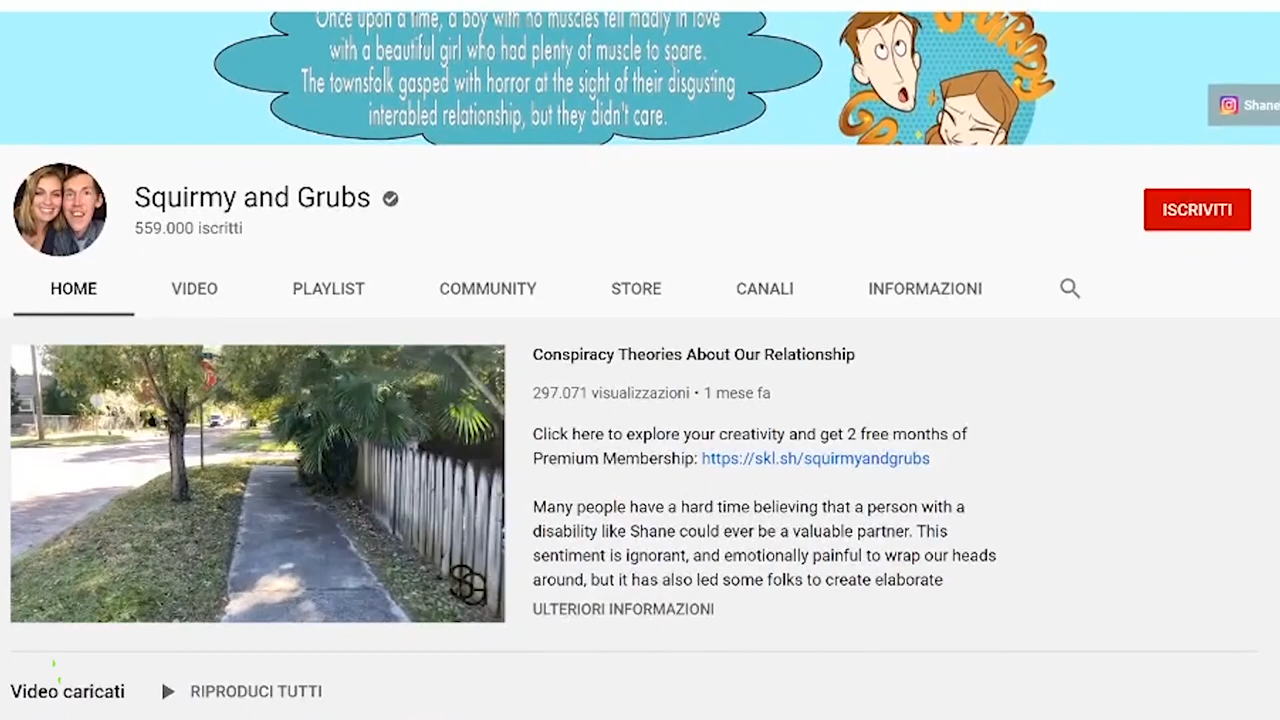 Once upon a time, a boy with no muscles fell madly in love
with a beautiful girl who had plenty of muscle to spare.
The townsfolk gasped with horror at the sight of their disgusting
interabled relationship, but they didn't care.
Shane
Squirmy and Grubs
559.000 iscritti
ISCRIVITI
HOME
VIDEO
PLAYLIST
COMMUNITY
STORE
CANALI
INFORMAZIONI
Conspiracy Theories About Our Relationship
297.071 visualizzazioni • 1 mese fa
Click here to explore your creativity and get 2 free months of
Premium Membership: https://skl.sh/squirmyandgrubs
Many people have a hard time believing that a person with a
disability like Shane could ever be a valuable partner. This
sentiment is ignorant, and emotionally painful to wrap our heads
around, but it has also led some folks to create elaborate
ULTERIORI INFORMAZIONI
SG
Video caricati
RIPRODUCI TUTTI